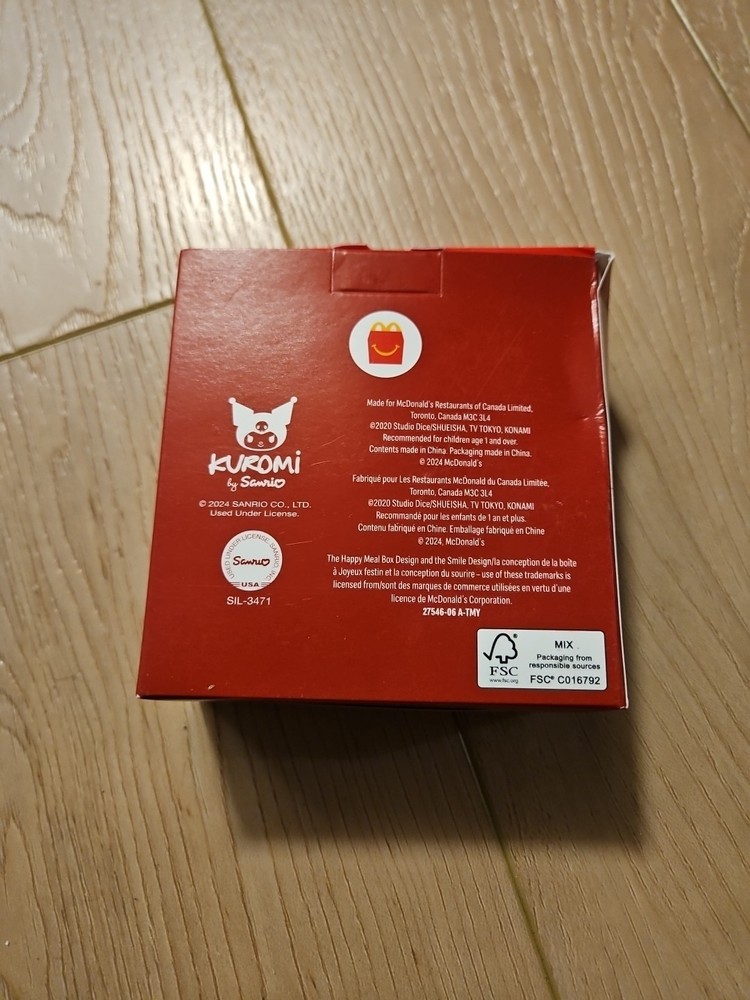 KUROMi
by Sanrio
© 2024 SANRIO CO., LTD.
Used Under License.
USED UNDER LICENSE SANRIO, INC.
Sanrio
USA
SIL-3471
Made for McDonald's Restaurants of Canada Limited,
Toronto, Canada M3C 3L4
©2020 Studio Dice/SHUEISHA, TV TOKYO, KONAMI
Recommended for children age 1 and over.
Contents made in China. Packaging made in China.
© 2024 McDonald's
Fabriqué pour Les Restaurants McDonald du Canada Limitée,
Toronto, Canada M3C 3L4
©2020 Studio Dice/SHUEISHA, TV TOKYO, KONAMI
Recommandé pour les enfants de 1 an et plus.
Contenu fabriqué en Chine. Emballage fabriqué en Chine
© 2024, McDonald's
The Happy Meal Box Design and the Smile Design/la conception de la boîte
à Joyeux festin et la conception du sourire – use of these trademarks is
licensed from/sont des marques de commerce utilisées en vertu d'une
licence de McDonald's Corporation.
27546-06 A-TMY
FSC
www.fsc.org
MIX
Packaging from
responsible sources
FSC® C016792